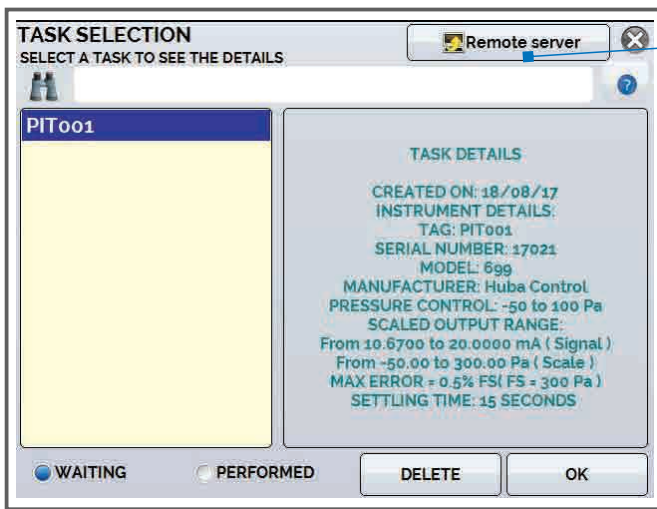 TASK SELECTION
SELECT A TASK TO SEE THE DETAILS
Remote server
?
PIT001
TASK DETAILS
CREATED ON: 18/08/17
INSTRUMENT DETAILS:
TAG: PIT001
SERIAL NUMBER: 17021
MODEL: 699
MANUFACTURER: Huba Control
PRESSURE CONTROL: -50 to 100 Pa
SCALED OUTPUT RANGE:
From 10.6700 to 20.0000 mA ( Signal )
From -50.00 to 300.00 Pa ( Scale )
MAX ERROR = 0.5% FS( FS = 300 Pa )
SETTLING TIME: 15 SECONDS
WAITING
PERFORMED
DELETE
OK